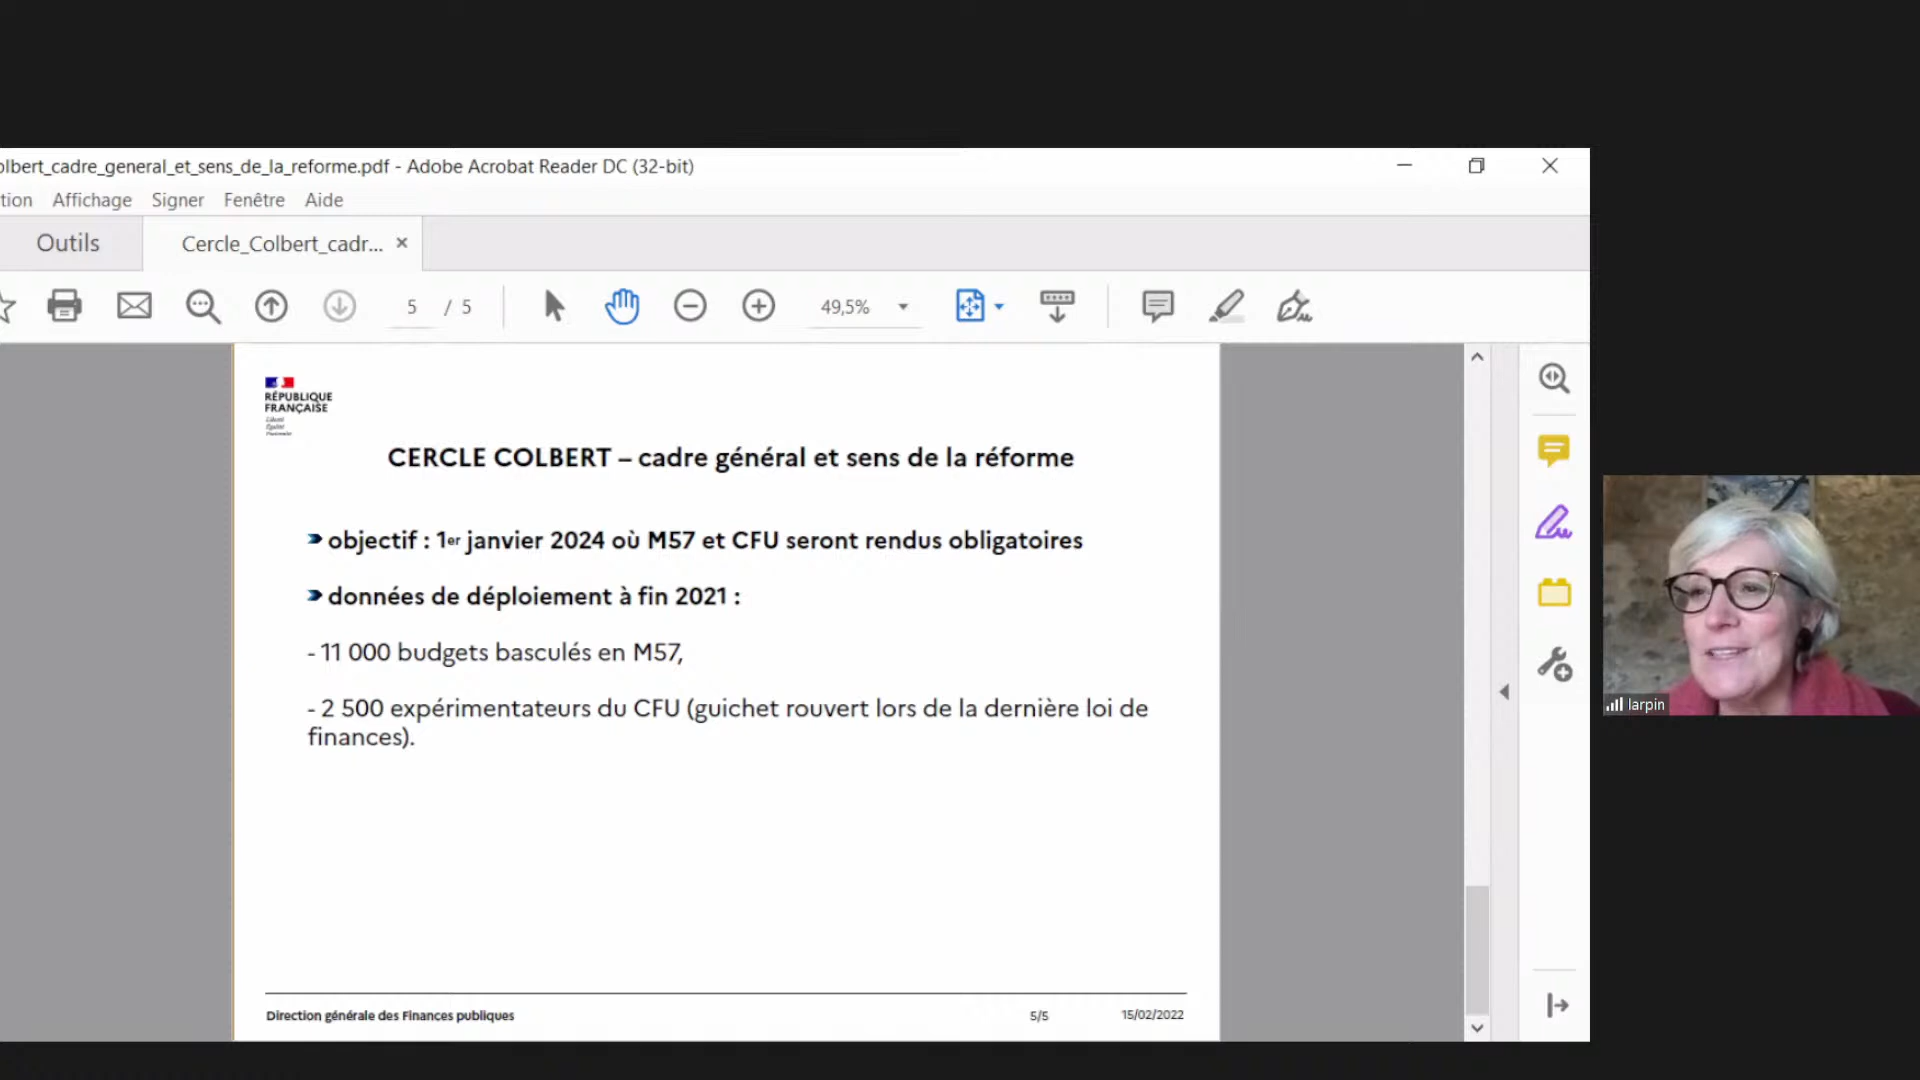 olbert_cadre_general_et_sens_de_la_reforme.pdf - Adobe Acrobat Reader DC (32-bit)
tion Affichage Signer Fenêtre Aide
Outils Cercle_Colbert_cadr...
5 / 5 49,5%
RÉPUBLIQUE
FRANÇAISE
Liberté
Égalité
Fraternité
CERCLE COLBERT – cadre général et sens de la réforme
objectif : 1er janvier 2024 où M57 et CFU seront rendus obligatoires
données de déploiement à fin 2021 :
- 11 000 budgets basculés en M57,
- 2 500 expérimentateurs du CFU (guichet rouvert lors de la dernière loi de
finances).
Direction générale des Finances publiques 5/5 15/02/2022
larpin